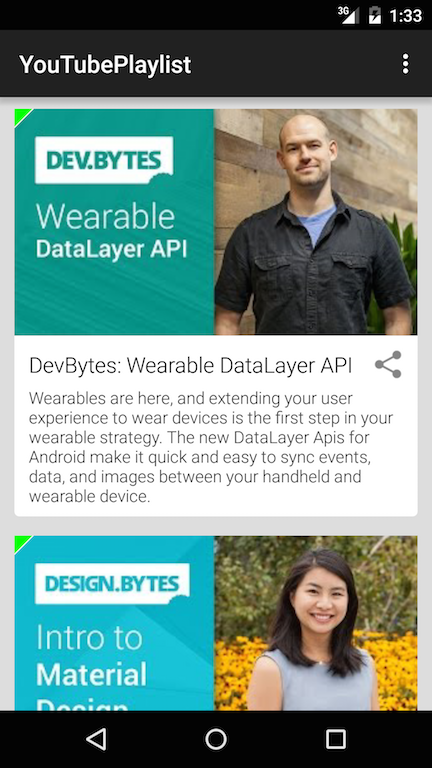 3G 1:33
YouTubePlaylist
DEV.BYTES
Wearable
DataLayer API
DevBytes: Wearable DataLayer API
Wearables are here, and extending your user
experience to wear devices is the first step in your
wearable strategy. The new DataLayer Apis for
Android make it quick and easy to sync events,
data, and images between your handheld and
wearable device.
DESIGN.BYTES
Intro to
Material
Design